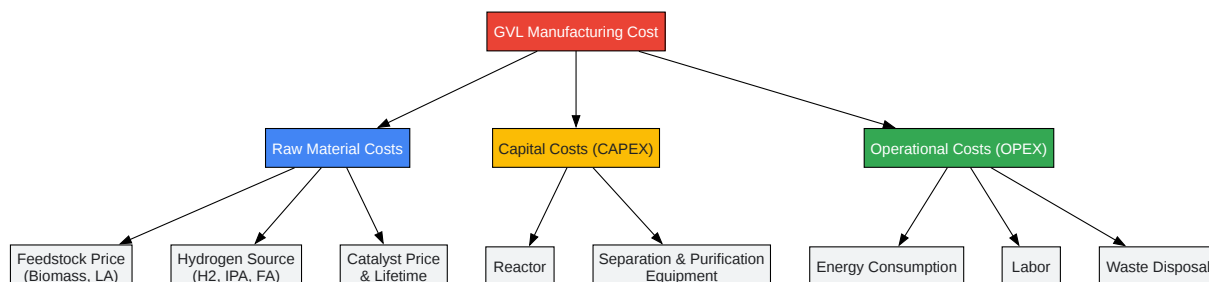 GVL Manufacturing Cost
Raw Material Costs
Capital Costs (CAPEX)
Operational Costs (OPEX)
Feedstock Price
(Biomass, LA)
Hydrogen Source
(H2, IPA, FA)
Catalyst Price
& Lifetime
Reactor
Separation & Purification
Equipment
Energy Consumption
Labor
Waste Disposal